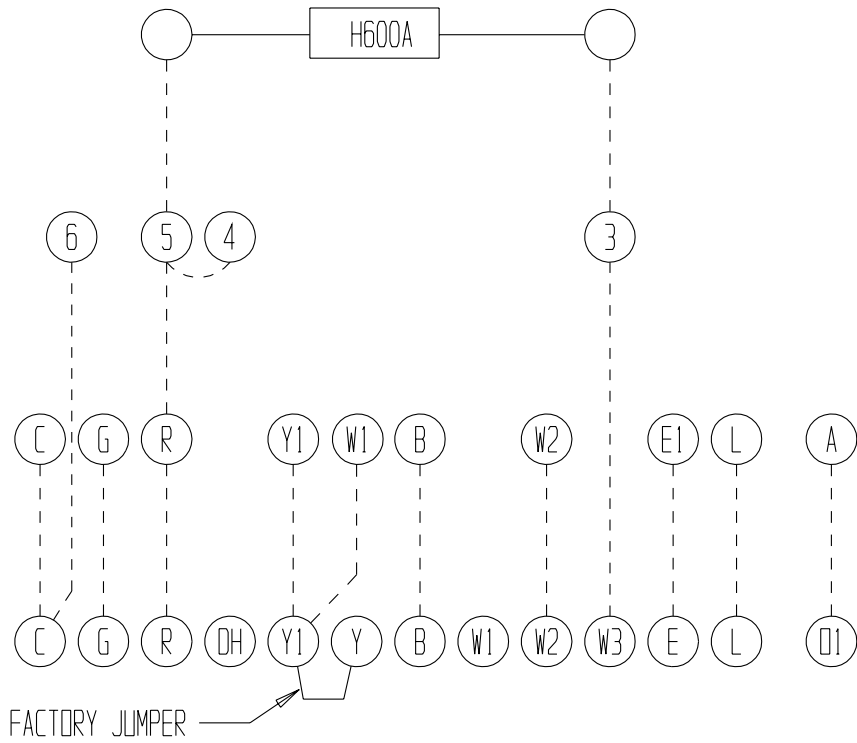 H600A
6 5 4 3
C G R Y1 W1 B W2 E1 L A
C G R DH Y1 Y B W1 W2 W3 E L O1
FACTORY JUMPER